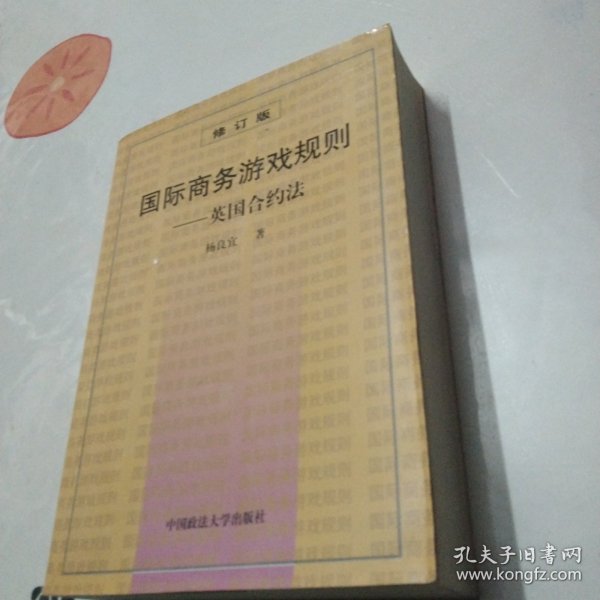 修订版
国际商务游戏规则
——英国合约法
杨良宜 著
中国政法大学出版社
孔夫子旧书网
www.kongfz.com